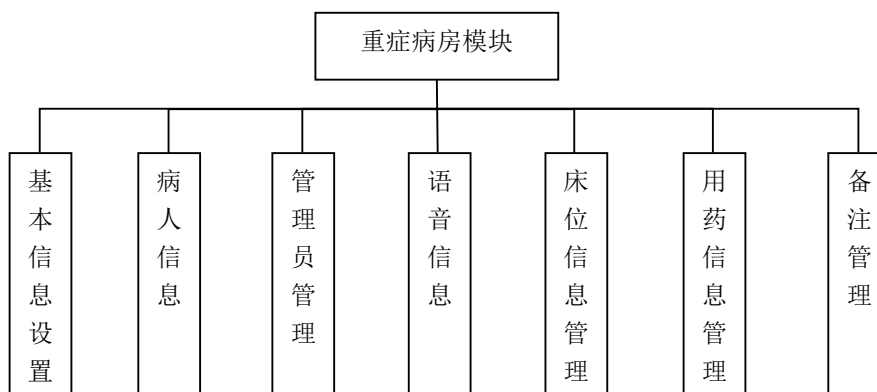 重症病房模块
基本信息设置
病人信息
管理员管理
语音信息
床位信息管理
用药信息管理
备注管理